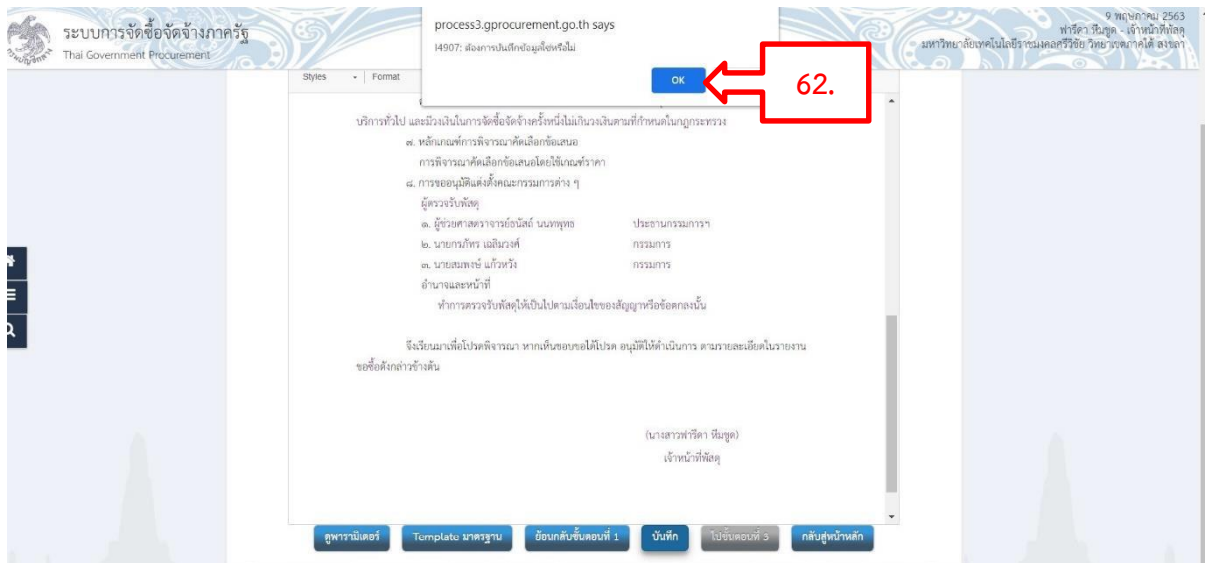 ระบบการจัดซื้อจัดจ้างภาครัฐ
Thai Government Procurement
process3.gprocurement.go.th says
I4907: ต้องการบันทึกข้อมูลใช่หรือไม่
OK
62.
9 พฤษภาคม 2563
ฟารีดา หีมขูด - เจ้าหน้าที่พัสดุ
มหาวิทยาลัยเทคโนโลยีราชมงคลศรีวิชัย วิทยาเขตภาคใต้ สงขลา
Styles
Format
บริการทั่วไป และมีวงเงินในการจัดซื้อจัดจ้างครั้งหนึ่งไม่เกินวงเงินตามที่กำหนดในกฎกระทรวง
๗. หลักเกณฑ์การพิจารณาคัดเลือกข้อเสนอ
การพิจารณาคัดเลือกข้อเสนอโดยใช้เกณฑ์ราคา
๘. การขออนุมัติแต่งตั้งคณะกรรมการต่าง ๆ
ผู้ตรวจรับพัสดุ
๑. ผู้ช่วยศาสตราจารย์ธนัสถ์ นนทพุทธ ประธานกรรมการฯ
๒. นายกรภัทร เฉลิมวงศ์ กรรมการ
๓. นายสมพงษ์ แก้วหวัง กรรมการ
อำนาจและหน้าที่
ทำการตรวจรับพัสดุให้เป็นไปตามเงื่อนไขของสัญญาหรือข้อตกลงนั้น
จึงเรียนมาเพื่อโปรดพิจารณา หากเห็นชอบขอได้โปรด อนุมัติให้ดำเนินการ ตามรายละเอียดในรายงาน
ขอซื้อดังกล่าวข้างต้น
(นางสาวฟารีดา หีมขูด)
เจ้าหน้าที่พัสดุ
ดูพารามิเตอร์
Template มาตรฐาน
ย้อนกลับขั้นตอนที่ 1
บันทึก
ไปขั้นตอนที่ 3
กลับสู่หน้าหลัก